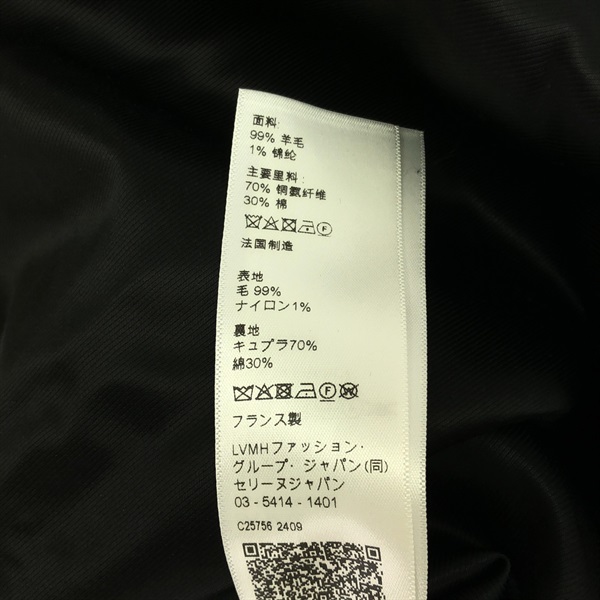 面料:
99% 羊毛
1% 锦纶
主要里料:
70% 铜氨纤维
30% 棉
法国制造
表地
毛 99%
ナイロン1%
裏地
キュプラ70%
綿30%
フランス製
LVMHファッション・
グループ・ジャパン(同)
セリーヌジャパン
03 - 5414 - 1401
C25756 2409